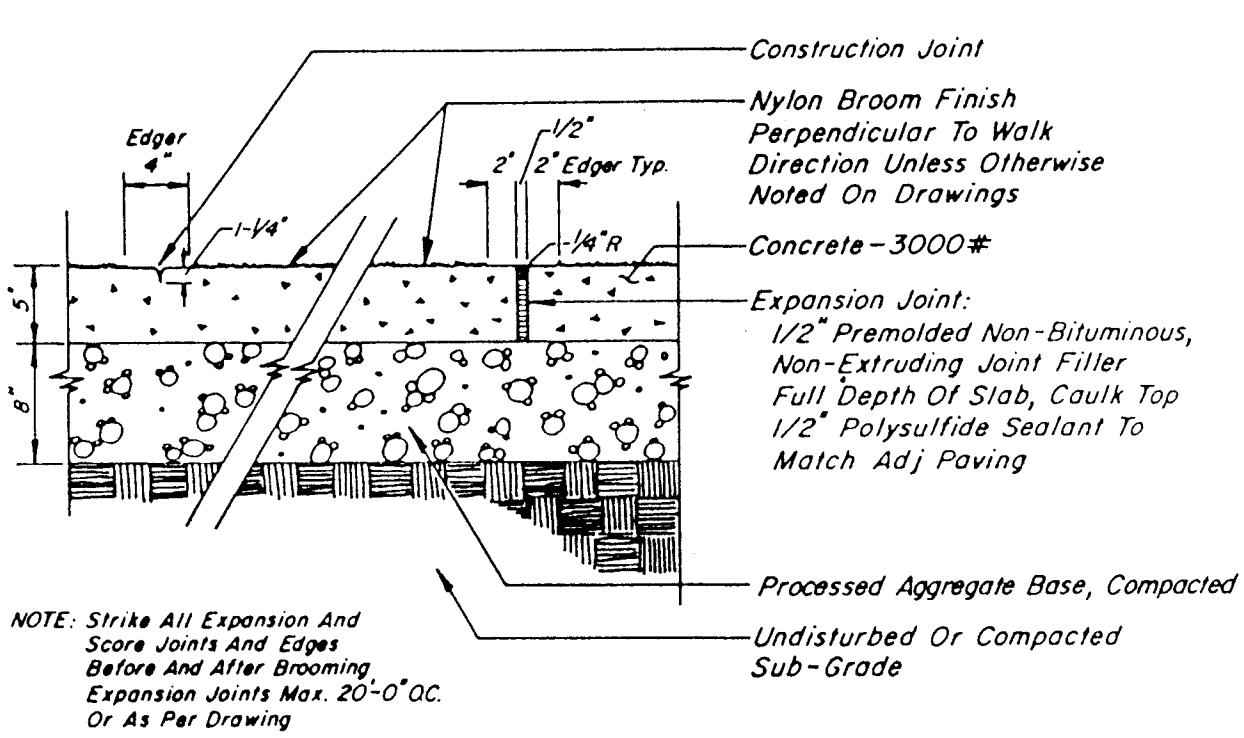 Construction Joint
Nylon Broom Finish
Perpendicular To Walk
Direction Unless Otherwise
Noted On Drawings
Edger
4"
1/2"
2" 2" Edger Typ.
1-1/4"
1/4"R
Concrete-3000#
5"
Expansion Joint:
1/2" Premolded Non-Bituminous,
Non-Extruding Joint Filler
Full Depth Of Slab, Caulk Top
1/2" Polysulfide Sealant To
Match Adj Paving
8"
Processed Aggregate Base, Compacted
Undisturbed Or Compacted
Sub-Grade
NOTE: Strike All Expansion And
Score Joints And Edges
Before And After Brooming
Expansion Joints Max. 20'-0" O.C.
Or As Per Drawing